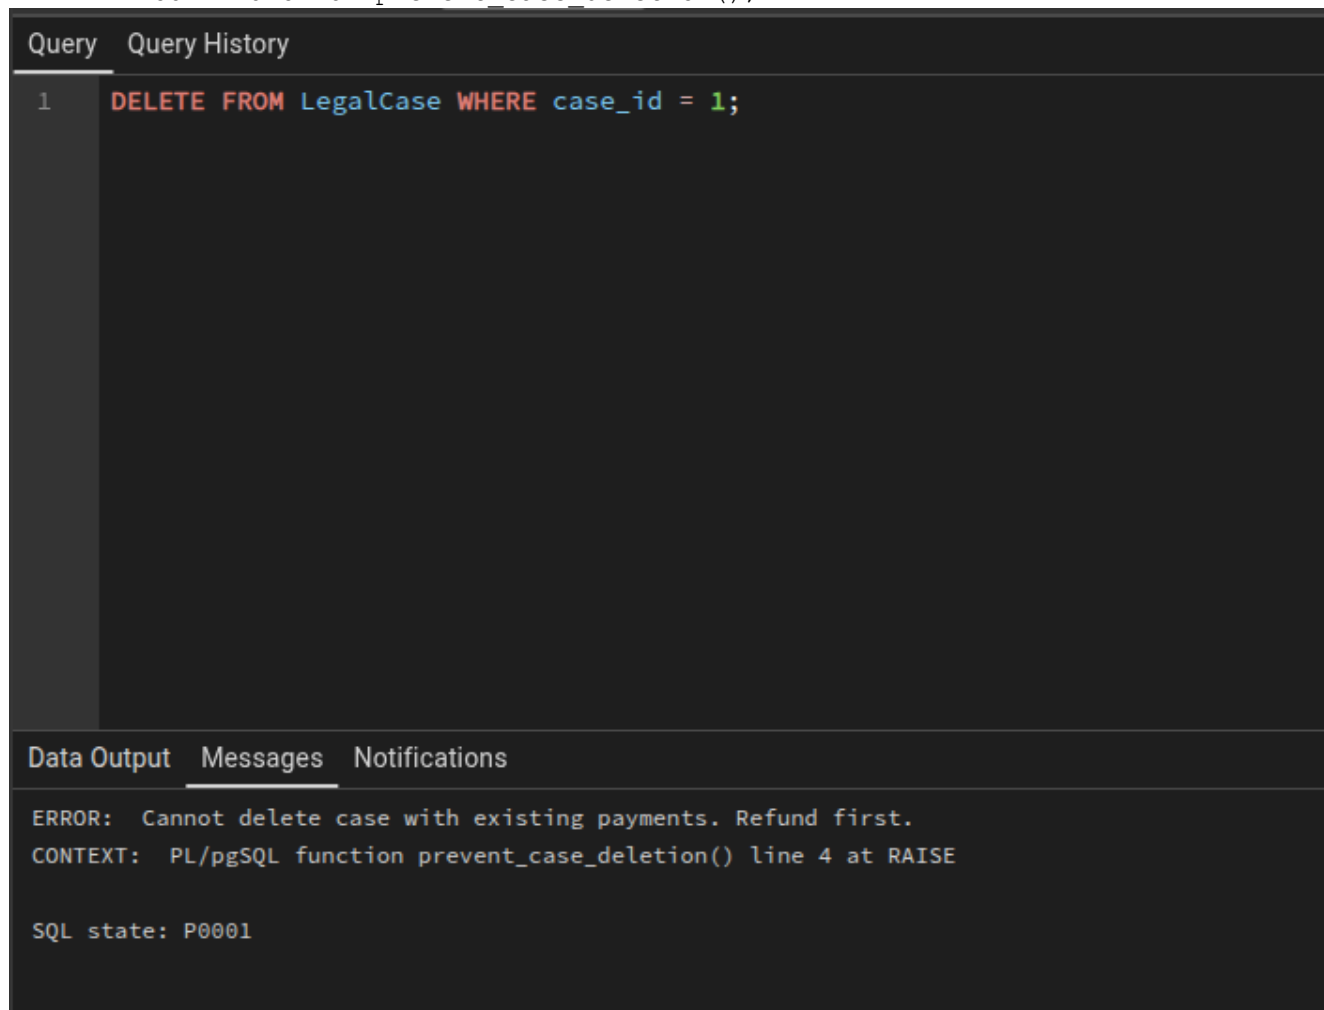 Query Query History
1 DELETE FROM LegalCase WHERE case_id = 1;
Data Output Messages Notifications
ERROR:  Cannot delete case with existing payments. Refund first.
CONTEXT:  PL/pgSQL function prevent_case_deletion() line 4 at RAISE
SQL state: P0001